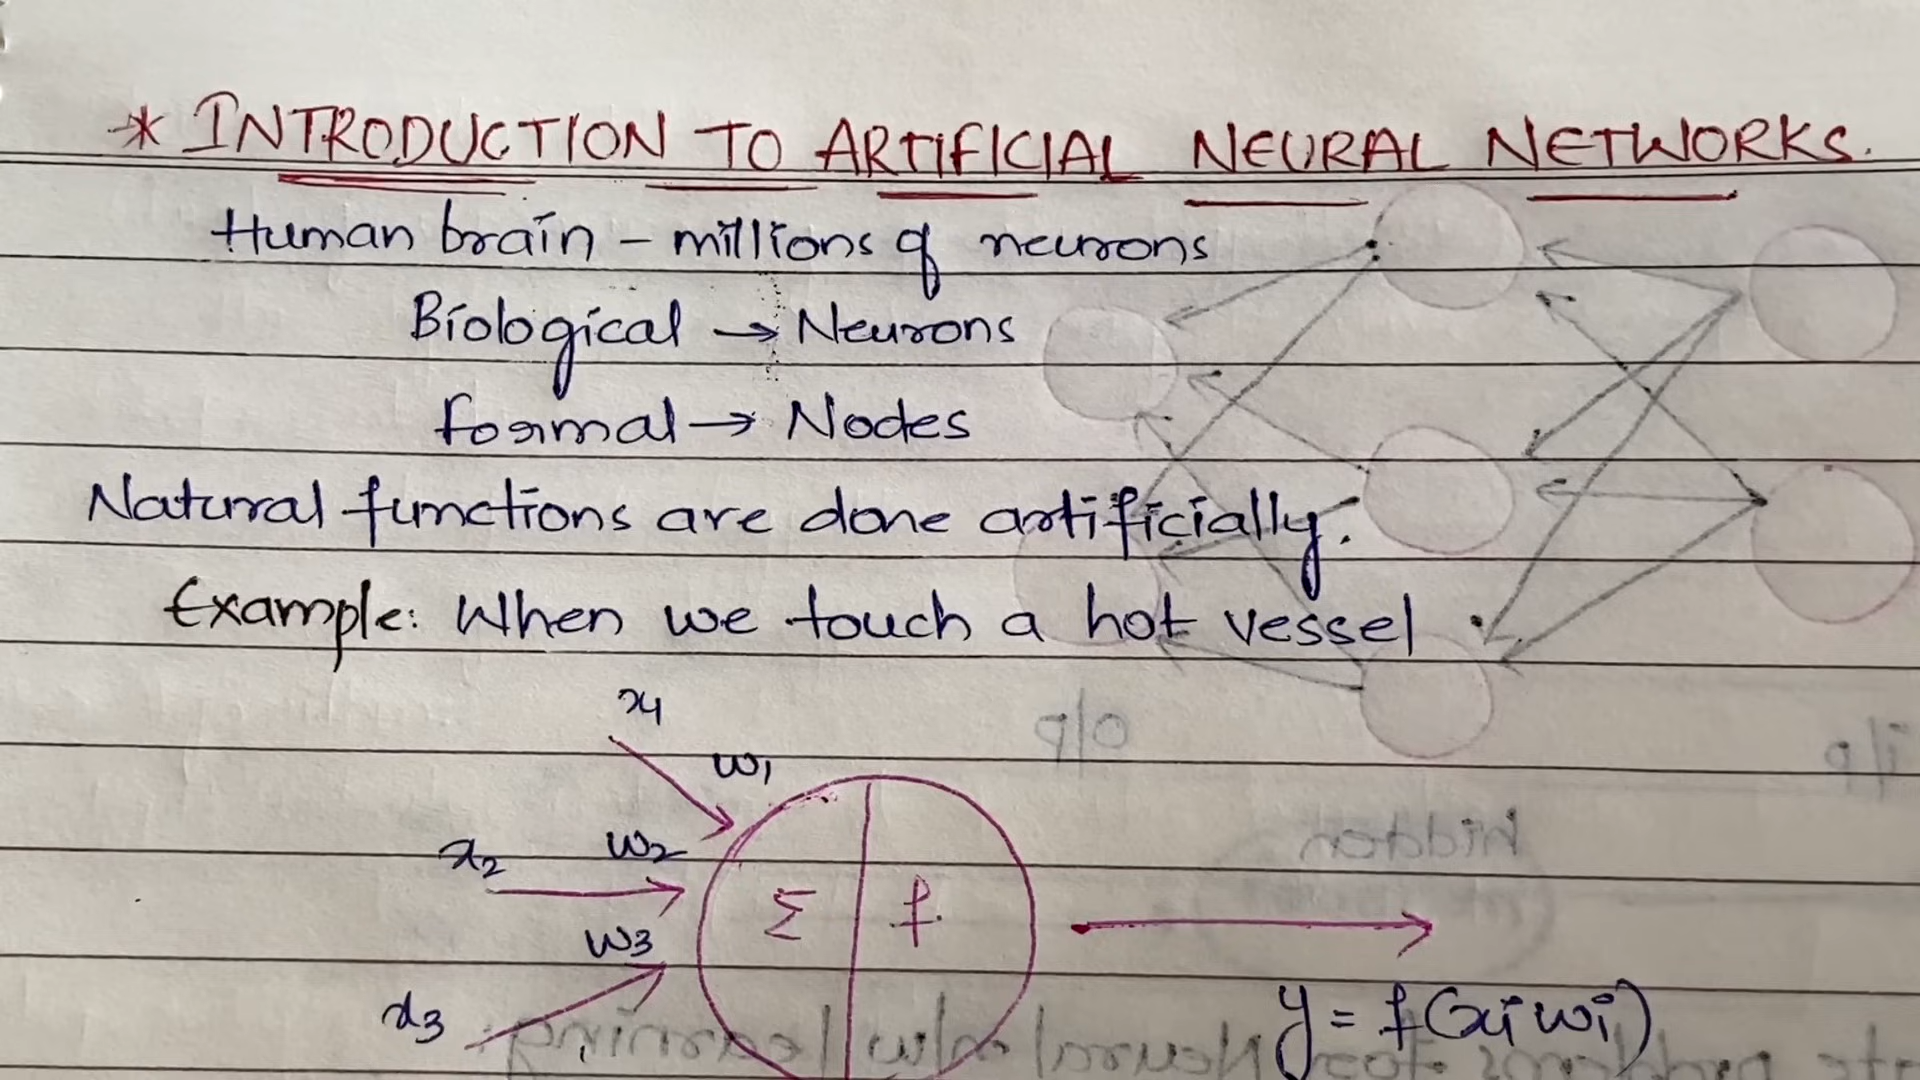 * INTRODUCTION TO ARTIFICIAL NEURAL NETWORKS.
Human brain - millions of neurons
Biological → Neurons
formal → Nodes
Natural functions are done artificially.
Example: When we touch a hot vessel
x1
w1
x2 w2
Σ f
w3
x3
y = f(xi wi)
o/p
i/p
hidden